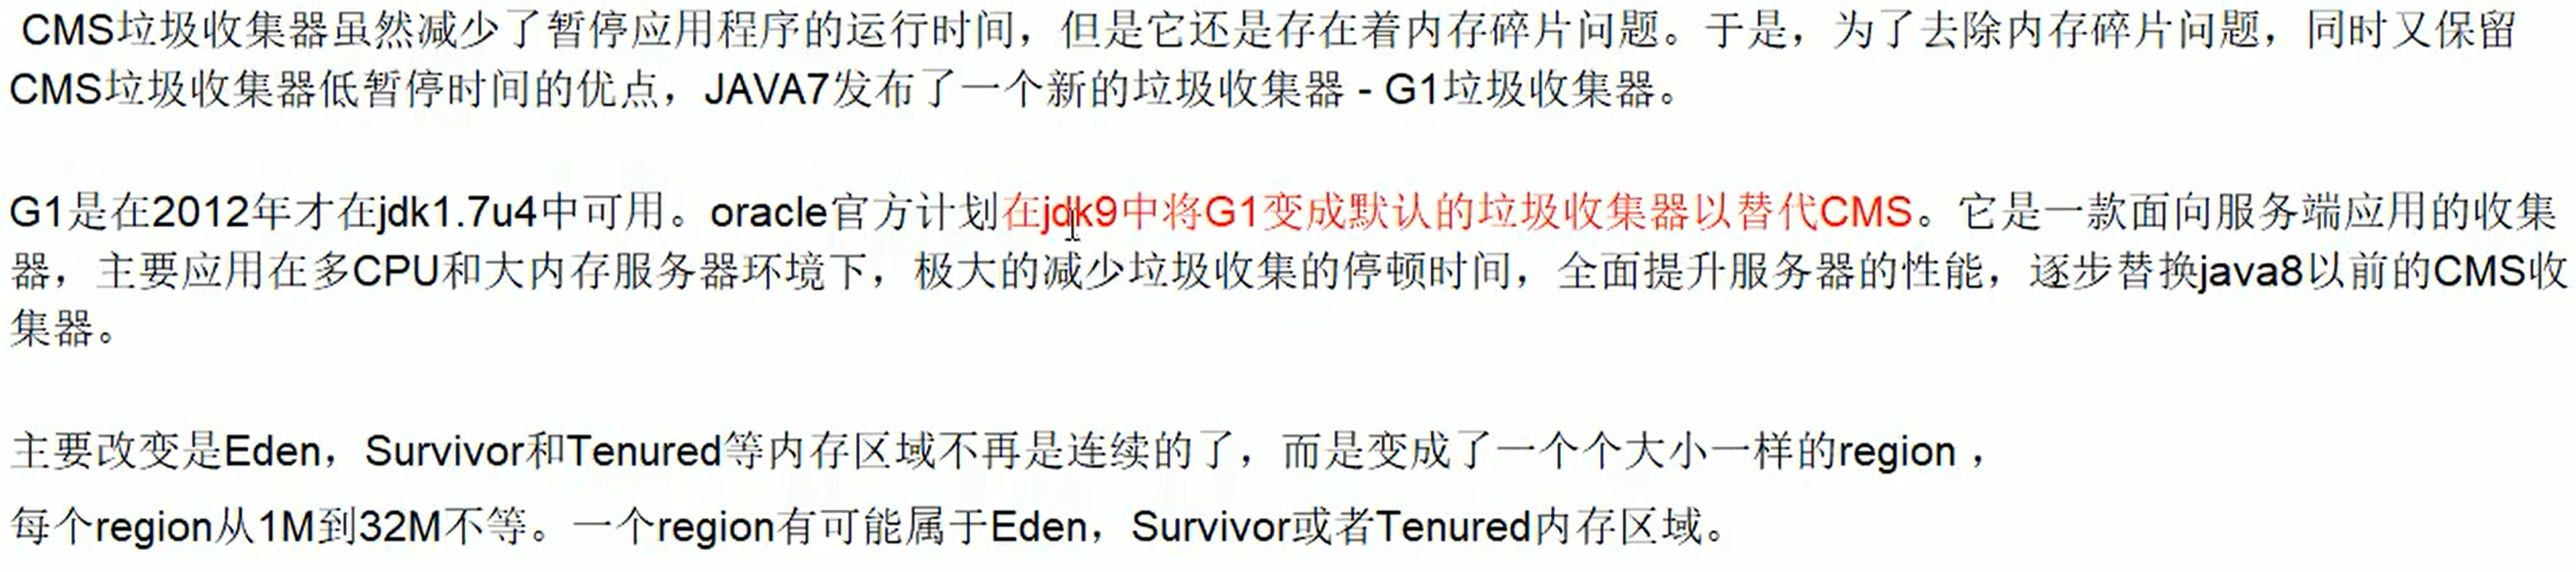 CMS垃圾收集器虽然减少了暂停应用程序的运行时间，但是它还是存在着内存碎片问题。于是，为了去除内存碎片问题，同时又保留
CMS垃圾收集器低暂停时间的优点，JAVA7发布了一个新的垃圾收集器 - G1垃圾收集器。
G1是在2012年才在jdk1.7u4中可用。oracle官方计划在jdk9中将G1变成默认的垃圾收集器以替代CMS。它是一款面向服务端应用的收集
器，主要应用在多CPU和大内存服务器环境下，极大的减少垃圾收集的停顿时间，全面提升服务器的性能，逐步替换java8以前的CMS收
集器。
主要改变是Eden，Survivor和Tenured等内存区域不再是连续的了，而是变成了一个个大小一样的region ，
每个region从1M到32M不等。一个region有可能属于Eden，Survivor或者Tenured内存区域。